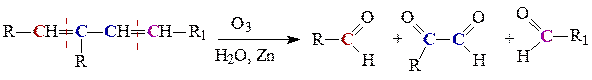 O O O O
R—CH=C—CH=CH—R₁ O₃ R—C + C—C + C—R₁
R H₂O, Zn H R H H